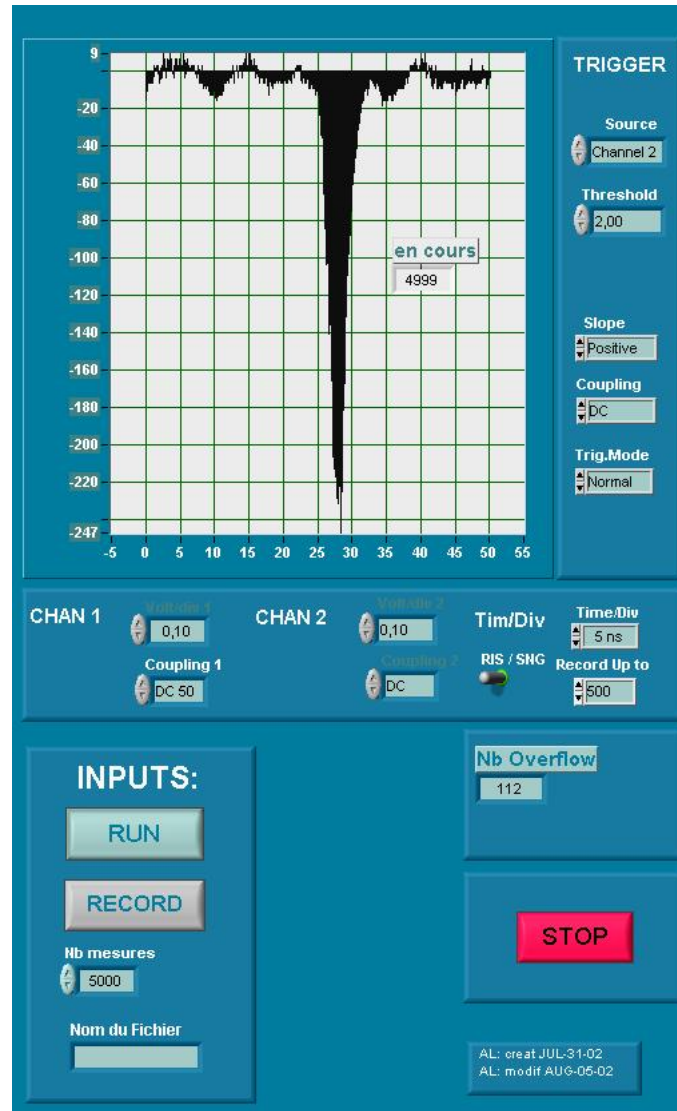 9
-20
-40
-60
-80
-100
-120
-140
-160
-180
-200
-220
-247
-5 0 5 10 15 20 25 30 35 40 45 50 55
en cours
4999
TRIGGER
Source
Channel 2
Threshold
2,00
Slope
Positive
Coupling
DC
Trig.Mode
Normal
CHAN 1
Volt/div 1
0,10
Coupling 1
DC 50
CHAN 2
Volt/div 2
0,10
Coupling 2
DC
Tim/Div
RIS / SNG
Time/Div
5 ns
Record Up to
500
INPUTS:
RUN
RECORD
Nb mesures
5000
Nom du Fichier
Nb Overflow
112
STOP
AL: creat JUL-31-02
AL: modif AUG-05-02